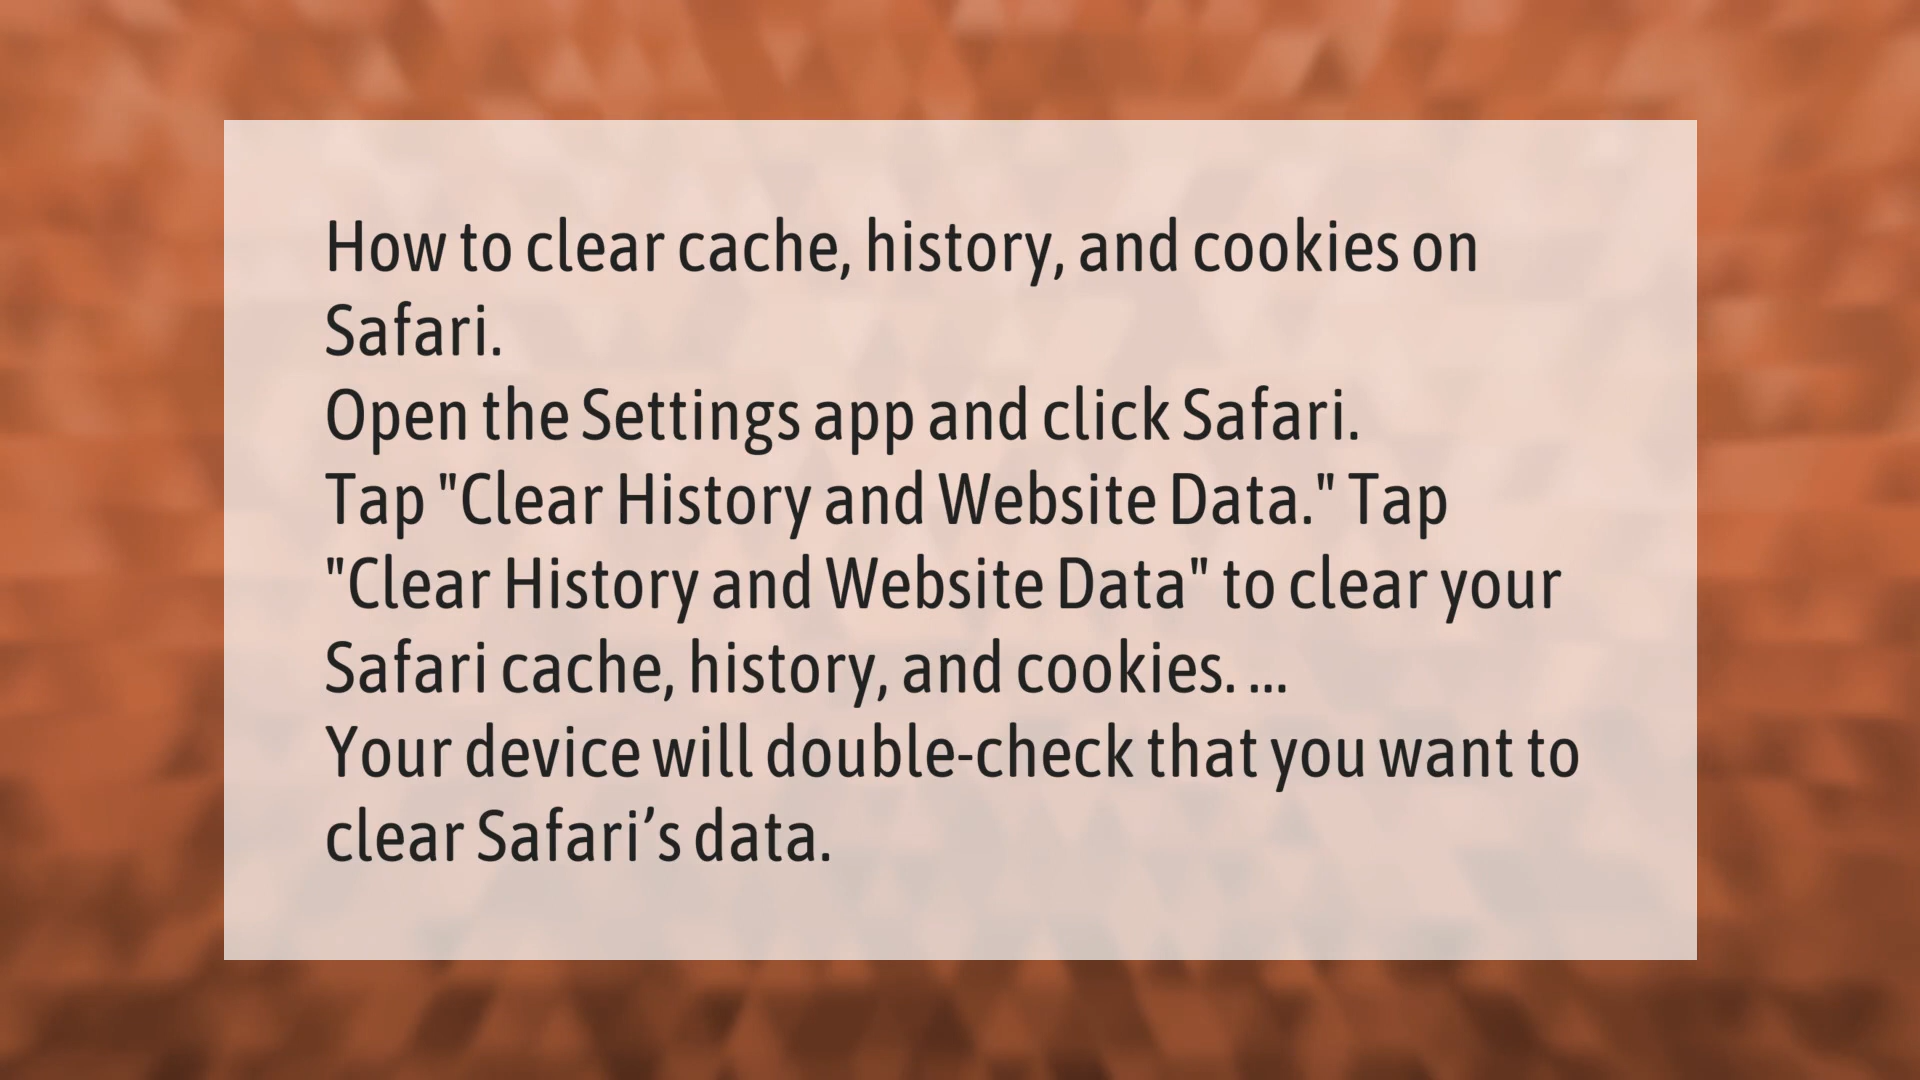 How to clear cache, history, and cookies on
Safari.
Open the Settings app and click Safari.
Tap "Clear History and Website Data." Tap
"Clear History and Website Data" to clear your
Safari cache, history, and cookies. ...
Your device will double-check that you want to
clear Safari’s data.